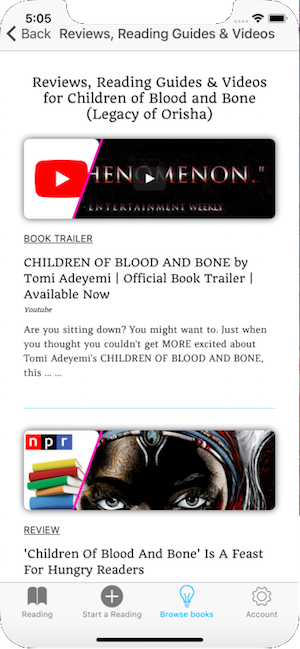 5:05
Back Reviews, Reading Guides & Videos
Reviews, Reading Guides & Videos
for Children of Blood and Bone
(Legacy of Orisha)
HENOMENON."
-ENTERTAINMENT WEEKLY
BOOK TRAILER
CHILDREN OF BLOOD AND BONE by
Tomi Adeyemi | Official Book Trailer |
Available Now
Youtube
Are you sitting down? You might want to. Just when
you thought you couldn't get MORE excited about
Tomi Adeyemi's CHILDREN OF BLOOD AND BONE,
this ... ...
npr
REVIEW
'Children Of Blood And Bone' Is A Feast
For Hungry Readers
Reading Start a Reading Browse books Account